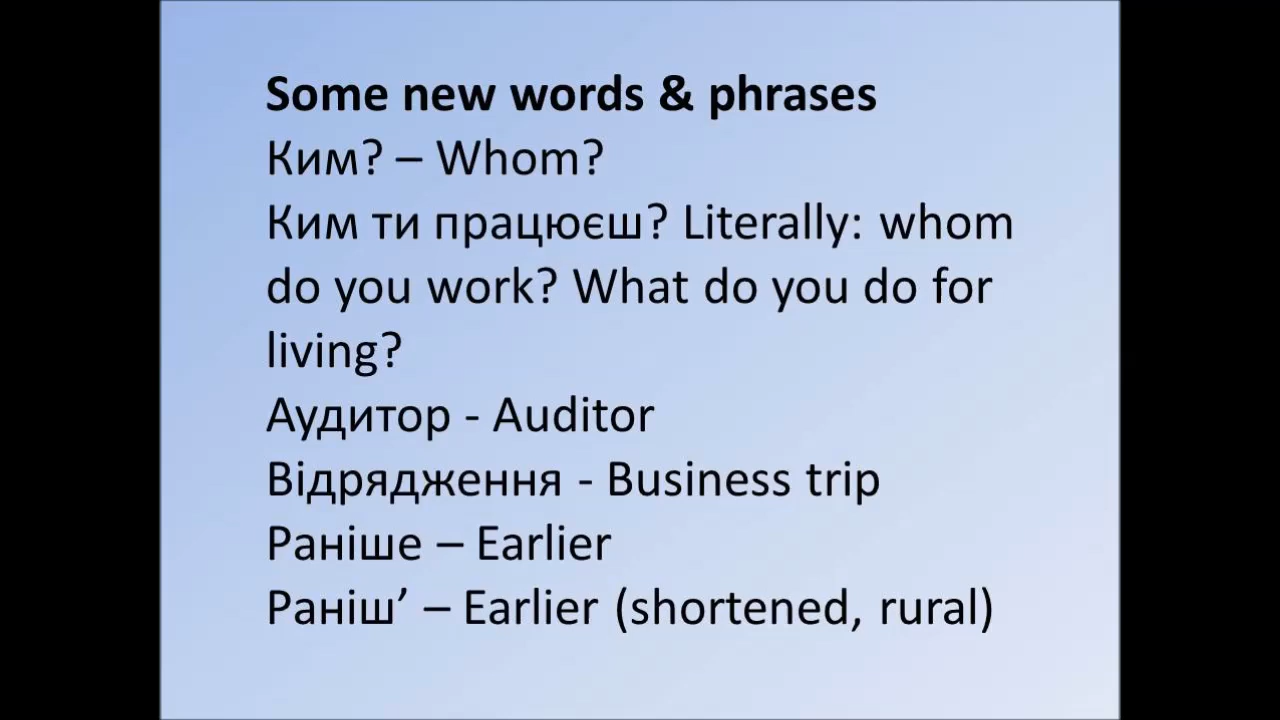 Some new words & phrases
Ким? – Whom?
Ким ти працюєш? Literally: whom
do you work? What do you do for
living?
Аудитор - Auditor
Відрядження - Business trip
Раніше – Earlier
Раніш’ – Earlier (shortened, rural)